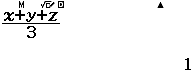 M √▭/ D ▲
x+y+z
3
1